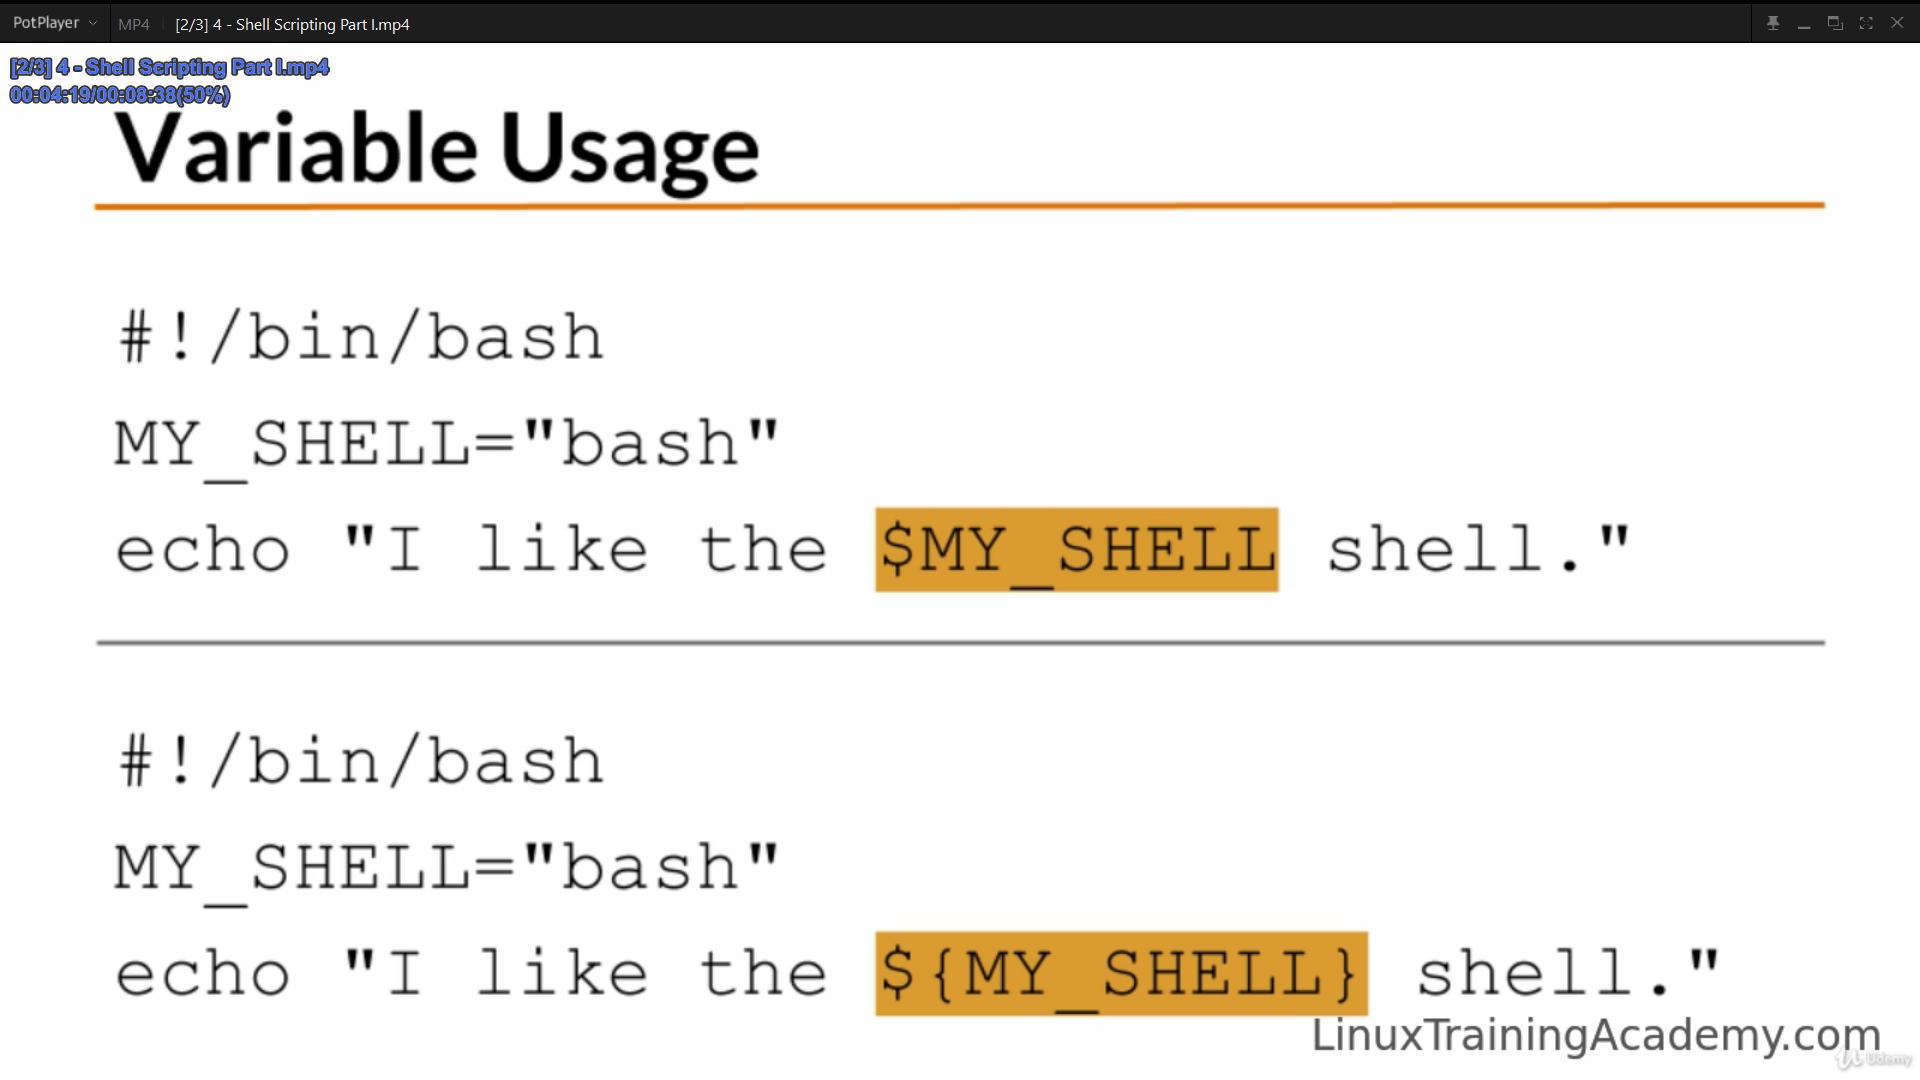 PotPlayer MP4 [2/3] 4 - Shell Scripting Part I.mp4
[2/3] 4 - Shell Scripting Part I.mp4
00:04:19/00:08:38(50%)
Variable Usage
#!/bin/bash
MY_SHELL="bash"
echo "I like the $MY_SHELL shell."
#!/bin/bash
MY_SHELL="bash"
echo "I like the ${MY_SHELL} shell."
LinuxTrainingAcademy.com
Udemy